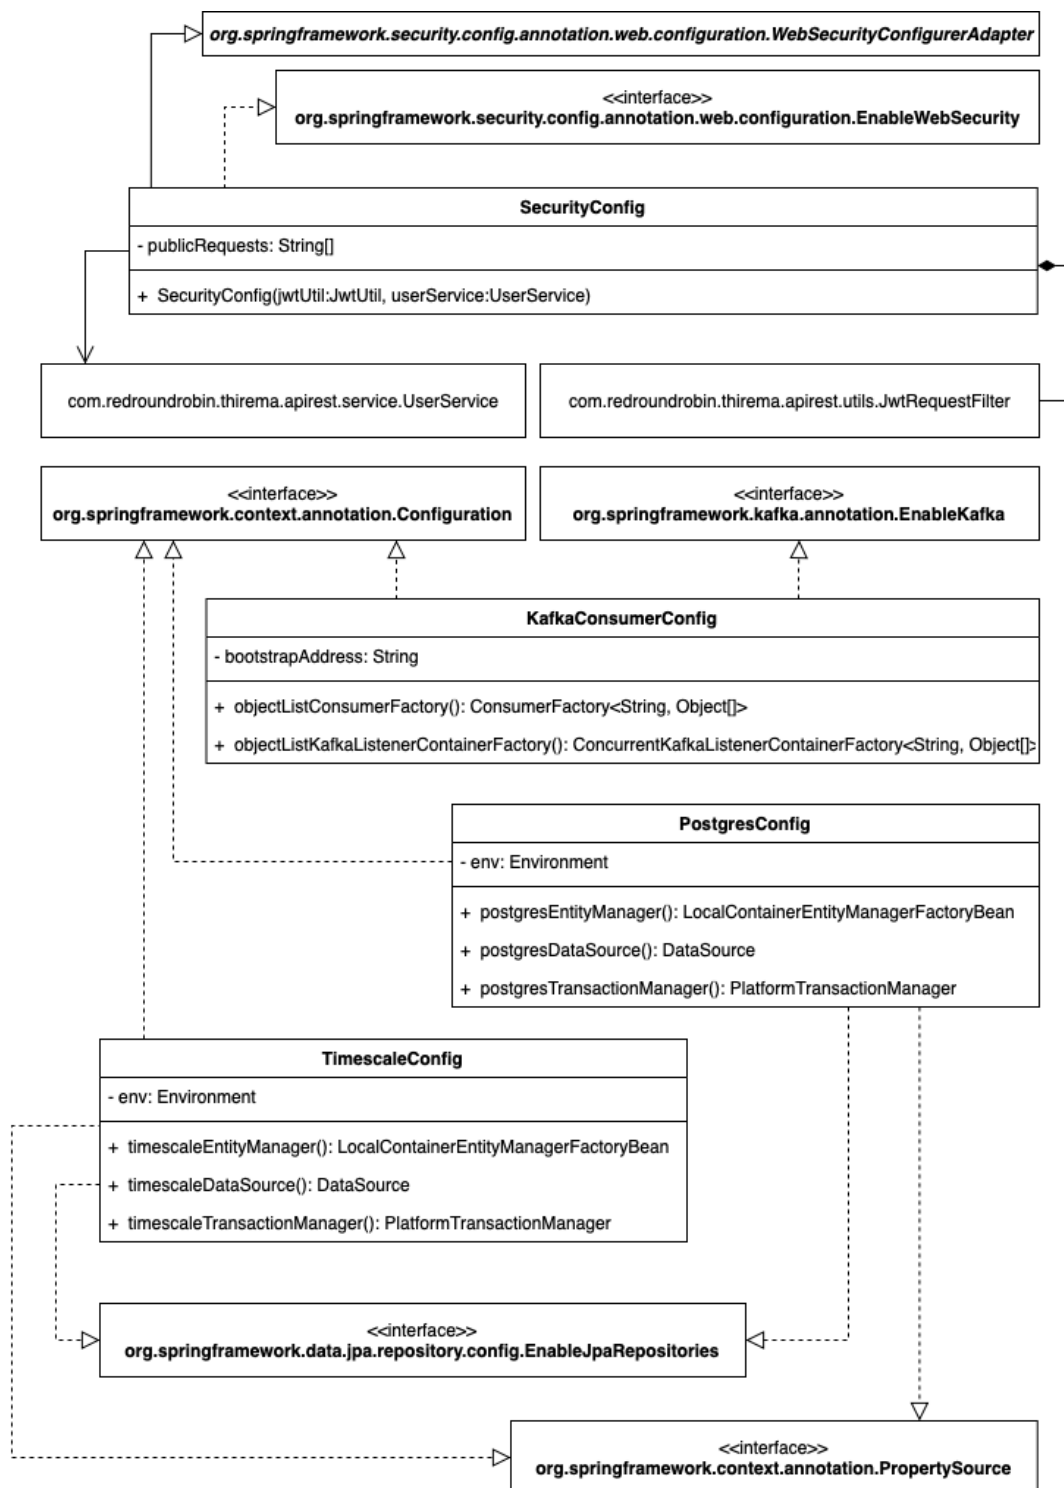 org.springframework.security.config.annotation.web.configuration.WebSecurityConfigurerAdapter
<<interface>>
org.springframework.security.config.annotation.web.configuration.EnableWebSecurity
SecurityConfig
- publicRequests: String[]
+ SecurityConfig(jwtUtil:JwtUtil, userService:UserService)
com.redroundrobin.thirema.apirest.service.UserService
com.redroundrobin.thirema.apirest.utils.JwtRequestFilter
<<interface>>
org.springframework.context.annotation.Configuration
<<interface>>
org.springframework.kafka.annotation.EnableKafka
KafkaConsumerConfig
- bootstrapAddress: String
+ objectListConsumerFactory(): ConsumerFactory<String, Object[]>
+ objectListKafkaListenerContainerFactory(): ConcurrentKafkaListenerContainerFactory<String, Object[]>
PostgresConfig
- env: Environment
+ postgresEntityManager(): LocalContainerEntityManagerFactoryBean
+ postgresDataSource(): DataSource
+ postgresTransactionManager(): PlatformTransactionManager
TimescaleConfig
- env: Environment
+ timescaleEntityManager(): LocalContainerEntityManagerFactoryBean
+ timescaleDataSource(): DataSource
+ timescaleTransactionManager(): PlatformTransactionManager
<<interface>>
org.springframework.data.jpa.repository.config.EnableJpaRepositories
<<interface>>
org.springframework.context.annotation.PropertySource